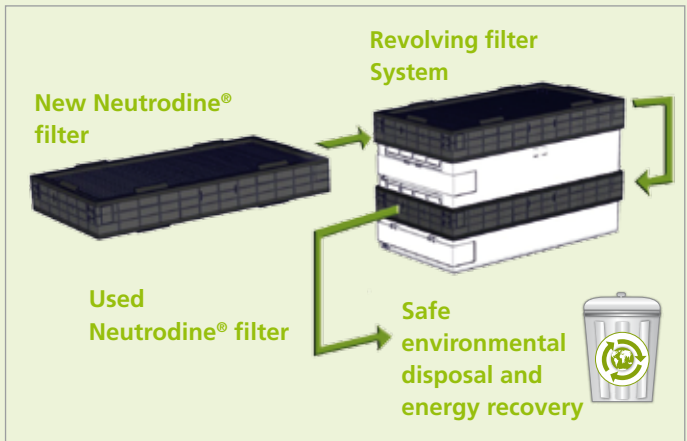 Revolving filter
System
New Neutrodine®
filter
Used
Neutrodine® filter
Safe
environmental
disposal and
energy recovery